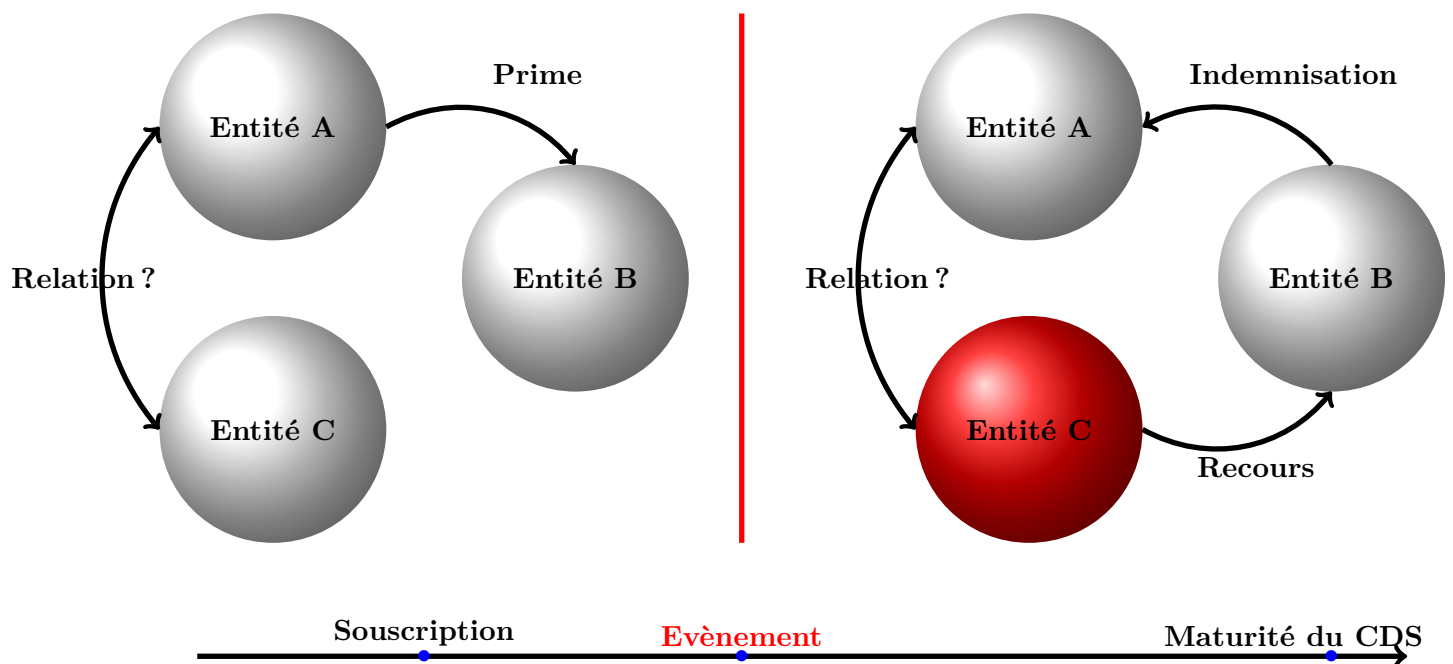 Prime
Entité A
Relation ?
Entité B
Entité C
Indemnisation
Entité A
Relation ?
Entité B
Entité C
Recours
Souscription
Evènement
Maturité du CDS